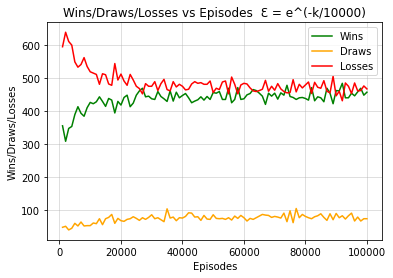 Wins/Draws/Losses vs Episodes  Ɛ = e^(-k/10000)
Wins/Draws/Losses
600
500
400
300
200
100
Wins
Draws
Losses
0
20000
40000
60000
80000
100000
Episodes